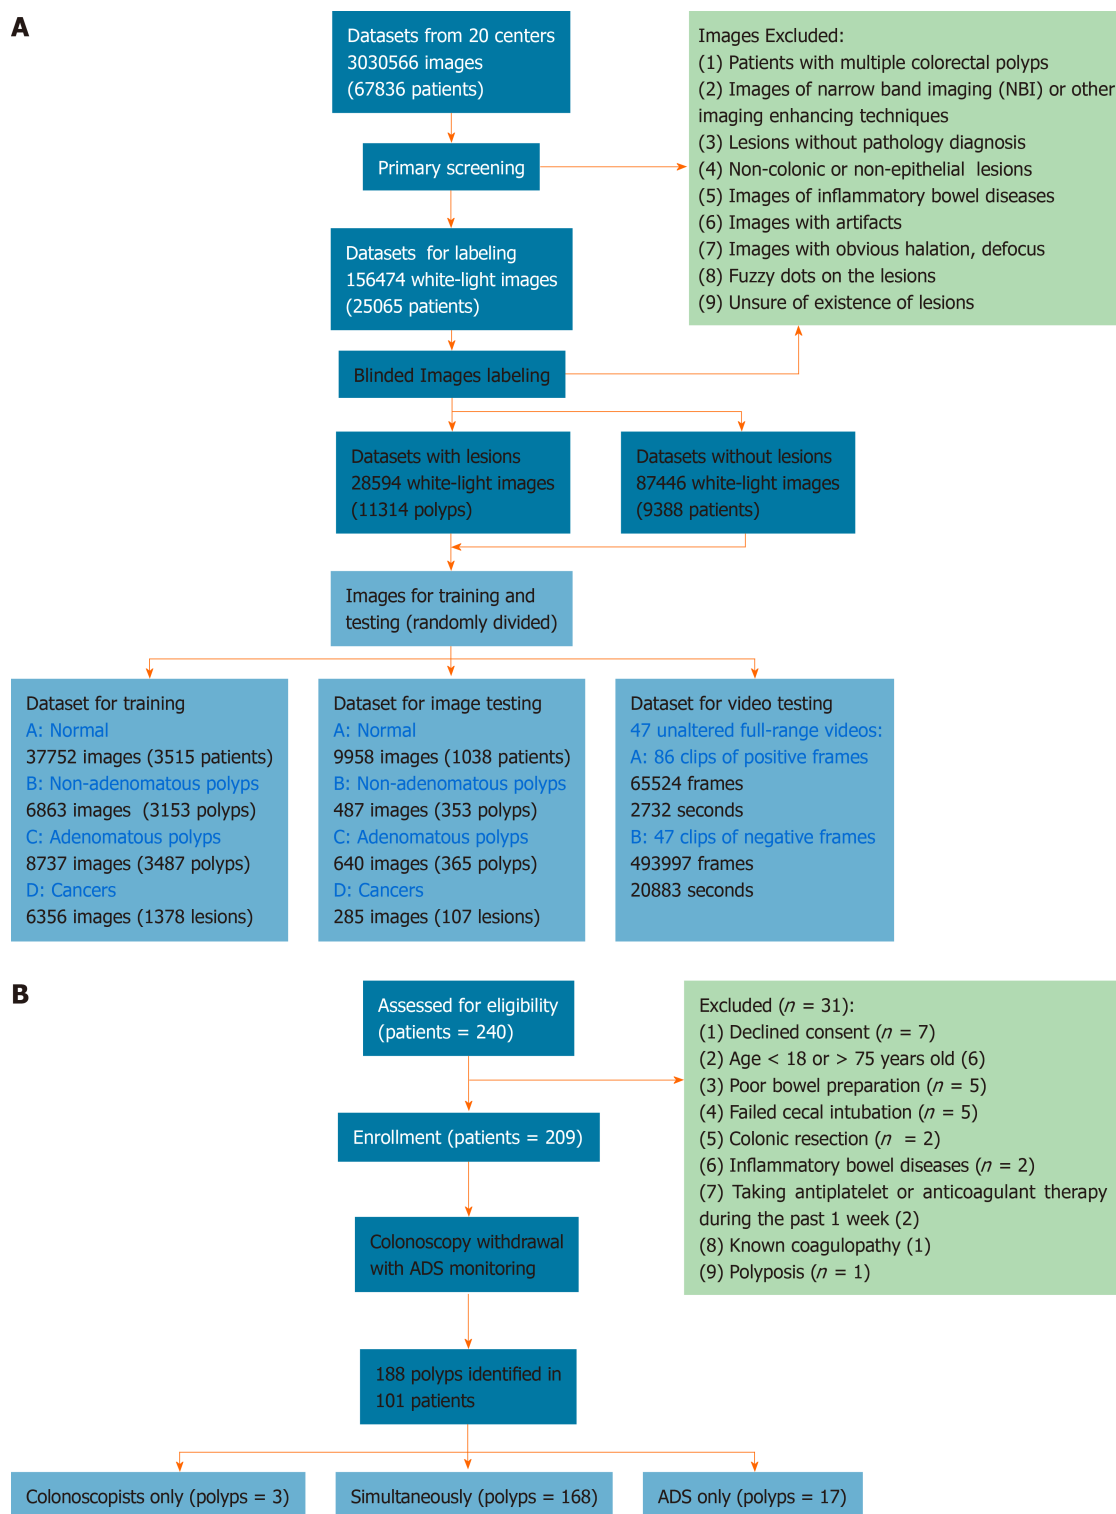 A
Datasets from 20 centers
3030566 images
(67836 patients)
Images Excluded:
(1) Patients with multiple colorectal polyps
(2) Images of narrow band imaging (NBI) or other
imaging enhancing techniques
(3) Lesions without pathology diagnosis
(4) Non-colonic or non-epithelial lesions
(5) Images of inflammatory bowel diseases
(6) Images with artifacts
(7) Images with obvious halation, defocus
(8) Fuzzy dots on the lesions
(9) Unsure of existence of lesions
Primary screening
Datasets for labeling
156474 white-light images
(25065 patients)
Blinded Images labeling
Datasets with lesions
28594 white-light images
(11314 polyps)
Datasets without lesions
87446 white-light images
(9388 patients)
Images for training and
testing (randomly divided)
Dataset for training
A: Normal
37752 images (3515 patients)
B: Non-adenomatous polyps
6863 images (3153 polyps)
C: Adenomatous polyps
8737 images (3487 polyps)
D: Cancers
6356 images (1378 lesions)
Dataset for image testing
A: Normal
9958 images (1038 patients)
B: Non-adenomatous polyps
487 images (353 polyps)
C: Adenomatous polyps
640 images (365 polyps)
D: Cancers
285 images (107 lesions)
Dataset for video testing
47 unaltered full-range videos:
A: 86 clips of positive frames
65524 frames
2732 seconds
B: 47 clips of negative frames
493997 frames
20883 seconds
B
Assessed for eligibility
(patients = 240)
Excluded (n = 31):
(1) Declined consent (n = 7)
(2) Age < 18 or > 75 years old (6)
(3) Poor bowel preparation (n = 5)
(4) Failed cecal intubation (n = 5)
(5) Colonic resection (n = 2)
(6) Inflammatory bowel diseases (n = 2)
(7) Taking antiplatelet or anticoagulant therapy
during the past 1 week (2)
(8) Known coagulopathy (1)
(9) Polyposis (n = 1)
Enrollment (patients = 209)
Colonoscopy withdrawal
with ADS monitoring
188 polyps identified in
101 patients
Colonoscopists only (polyps = 3)
Simultaneously (polyps = 168)
ADS only (polyps = 17)